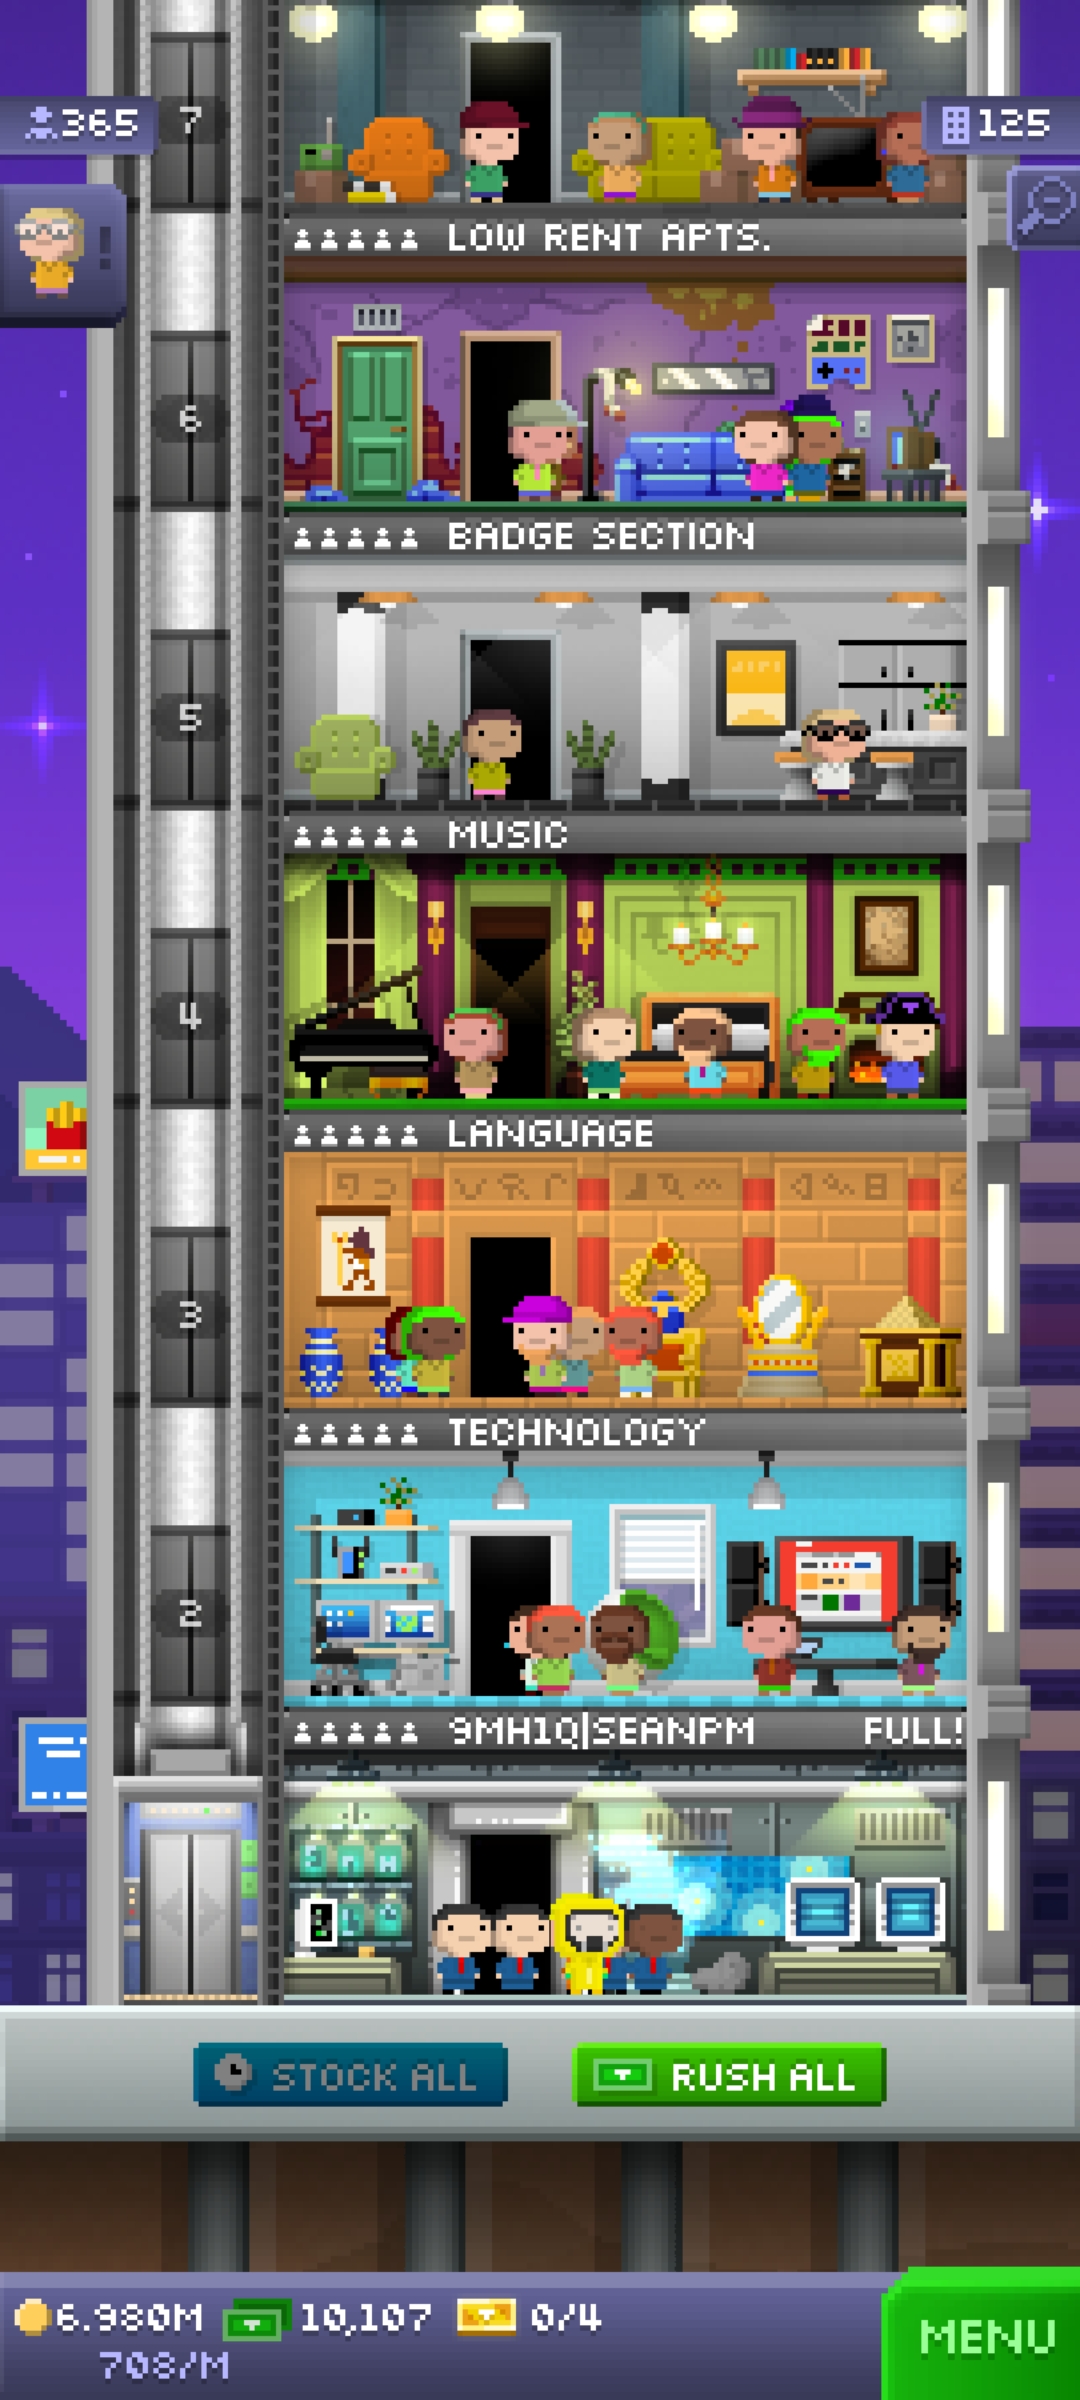 7
365
125
!
LOW RENT APTS.
6
BADGE SECTION
5
MUSIC
4
LANGUAGE
3
TECHNOLOGY
2
9MH1Q|SEANPM FULL!
STOCK ALL
RUSH ALL
6.980M 10,107 0/4
708/M
MENU